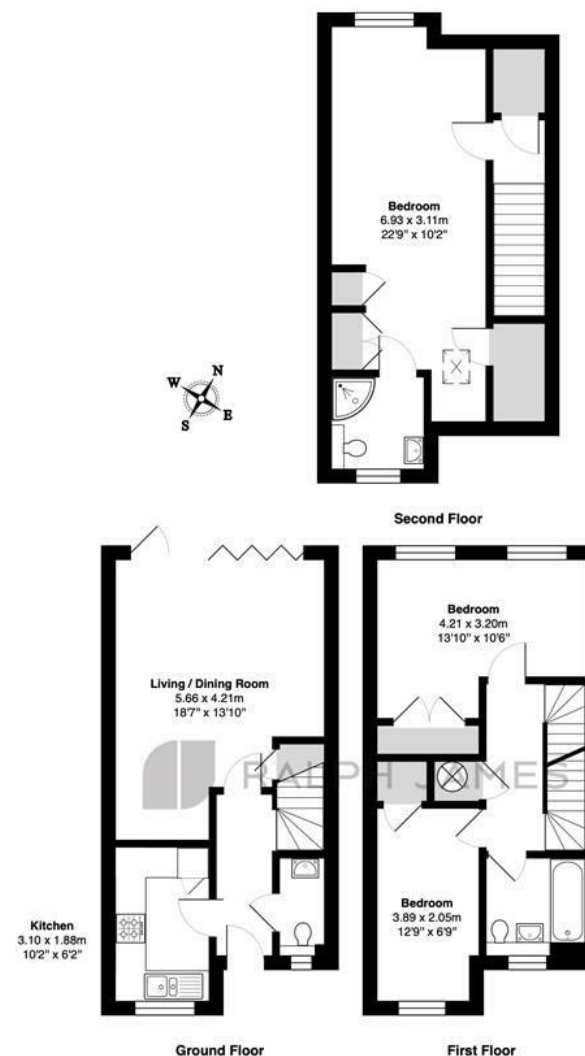 Bedroom
6.93 x 3.11m
22'9" x 10'2"
N
W
E
S
Second Floor
Living / Dining Room
5.66 x 4.21m
18'7" x 13'10"
Bedroom
4.21 x 3.20m
13'10" x 10'6"
RALPH JAMES
Kitchen
3.10 x 1.88m
10'2" x 6'2"
Bedroom
3.89 x 2.05m
12'9" x 6'9"
Ground Floor
First Floor